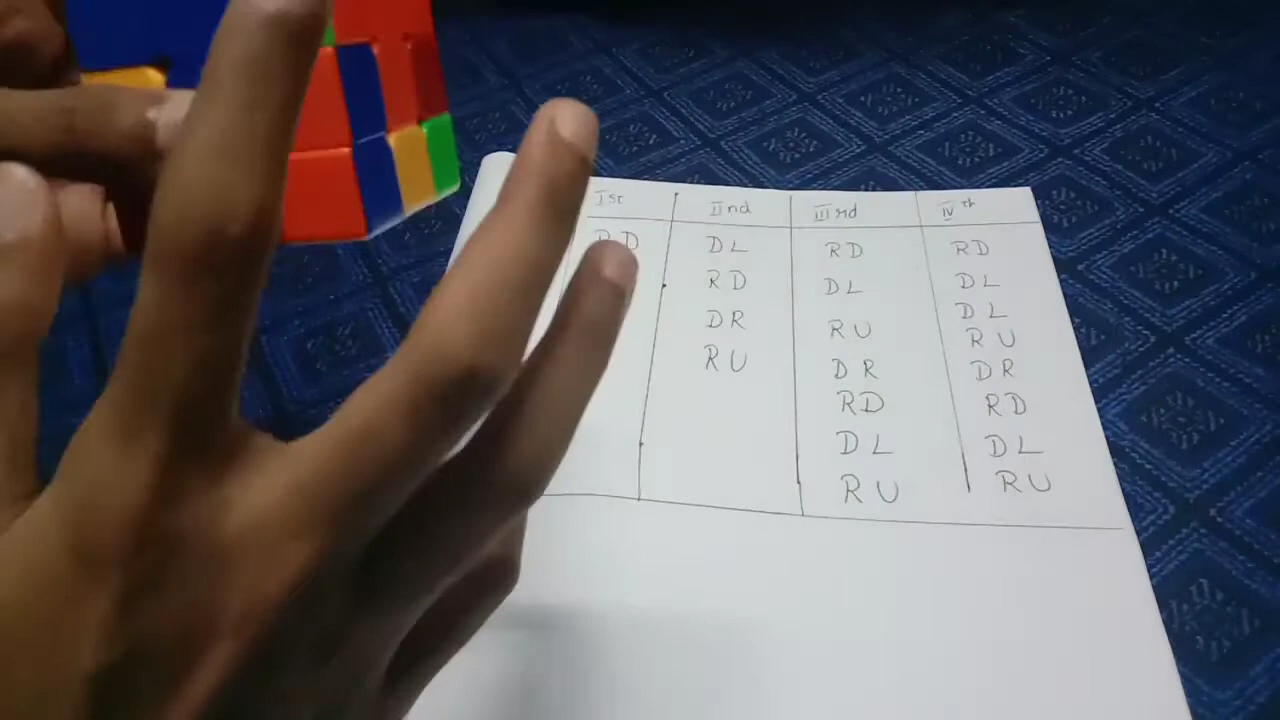 Ist IInd IIIrd IVth
RD DL RD RD
RD DL DL
DR RU DL
RU DR RU
RD DR
DL RD
RU DL
RU